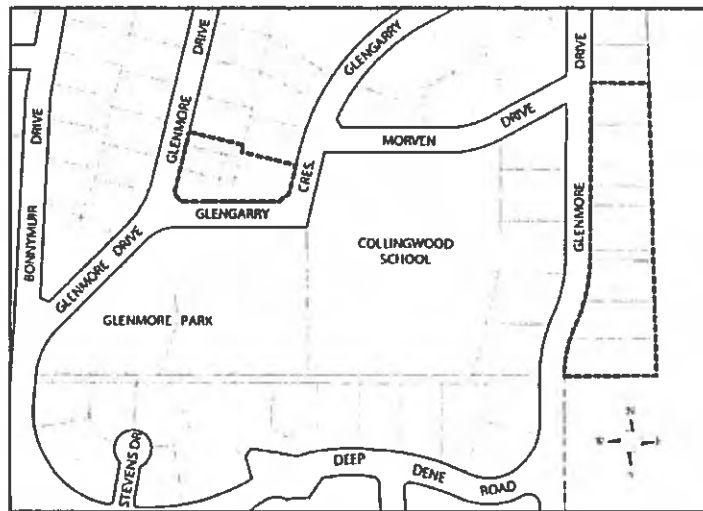 DRIVE
GLENMORE
DRIVE
BONNYMUIR
GLENMORE DRIVE
GLENGARRY
CRES.
GLENGARRY
MORVEN
DRIVE
DRIVE
GLENMORE
COLLINGWOOD
SCHOOL
GLENMORE PARK
STEVENS DR
DEEP
DENE
ROAD
N
W
E
S